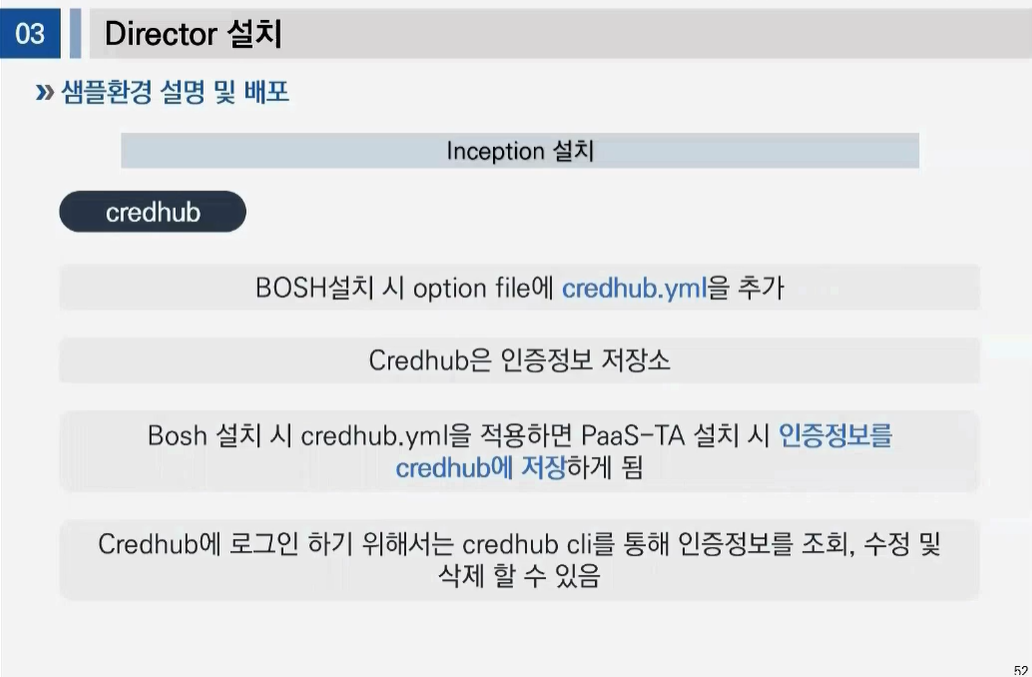 03
Director 설치
샘플환경 설명 및 배포
Inception 설치
credhub
BOSH설치 시 option file에 credhub.yml을 추가
Credhub은 인증정보 저장소
Bosh 설치 시 credhub.yml을 적용하면 PaaS-TA 설치 시 인증정보를
credhub에 저장하게 됨
Credhub에 로그인 하기 위해서는 credhub cli를 통해 인증정보를 조회, 수정 및
삭제 할 수 있음
52